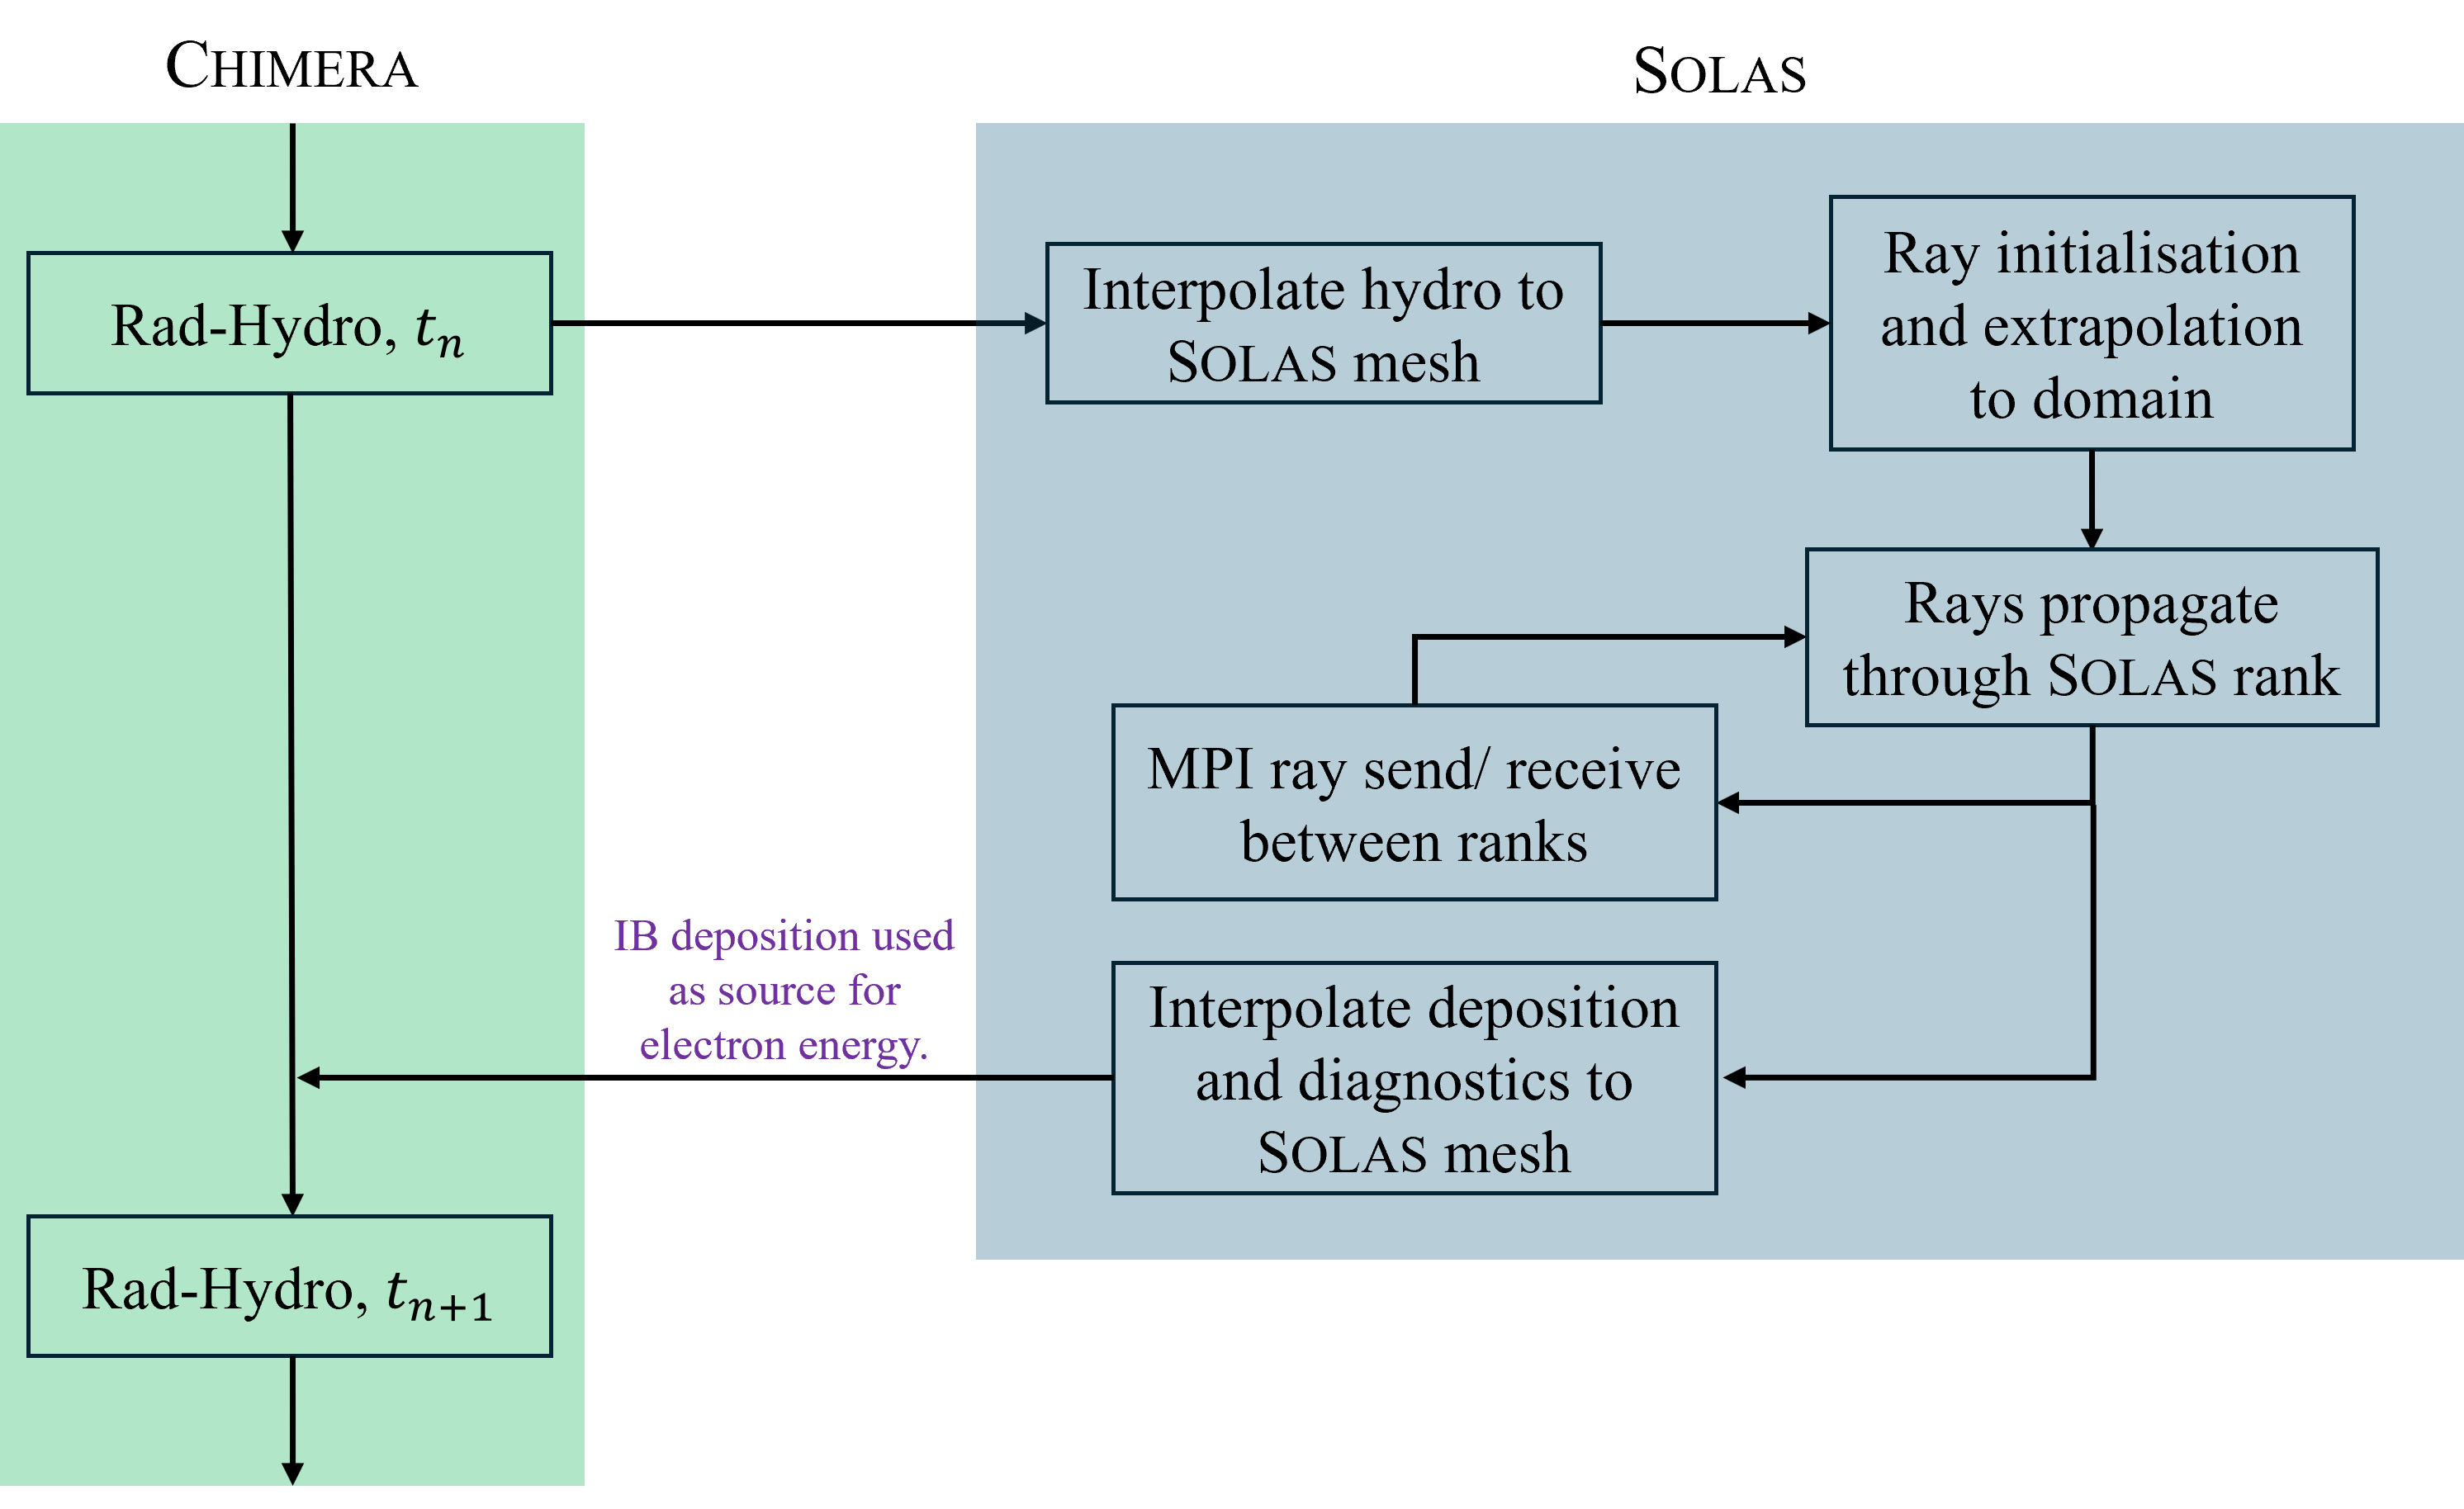 CHIMERA
SOLAS
Rad-Hydro, tₙ
Interpolate hydro to
SOLAS mesh
Ray initialisation
and extrapolation
to domain
Rays propagate
through SOLAS rank
MPI ray send/ receive
between ranks
IB deposition used
as source for
electron energy.
Interpolate deposition
and diagnostics to
SOLAS mesh
Rad-Hydro, tₙ₊₁